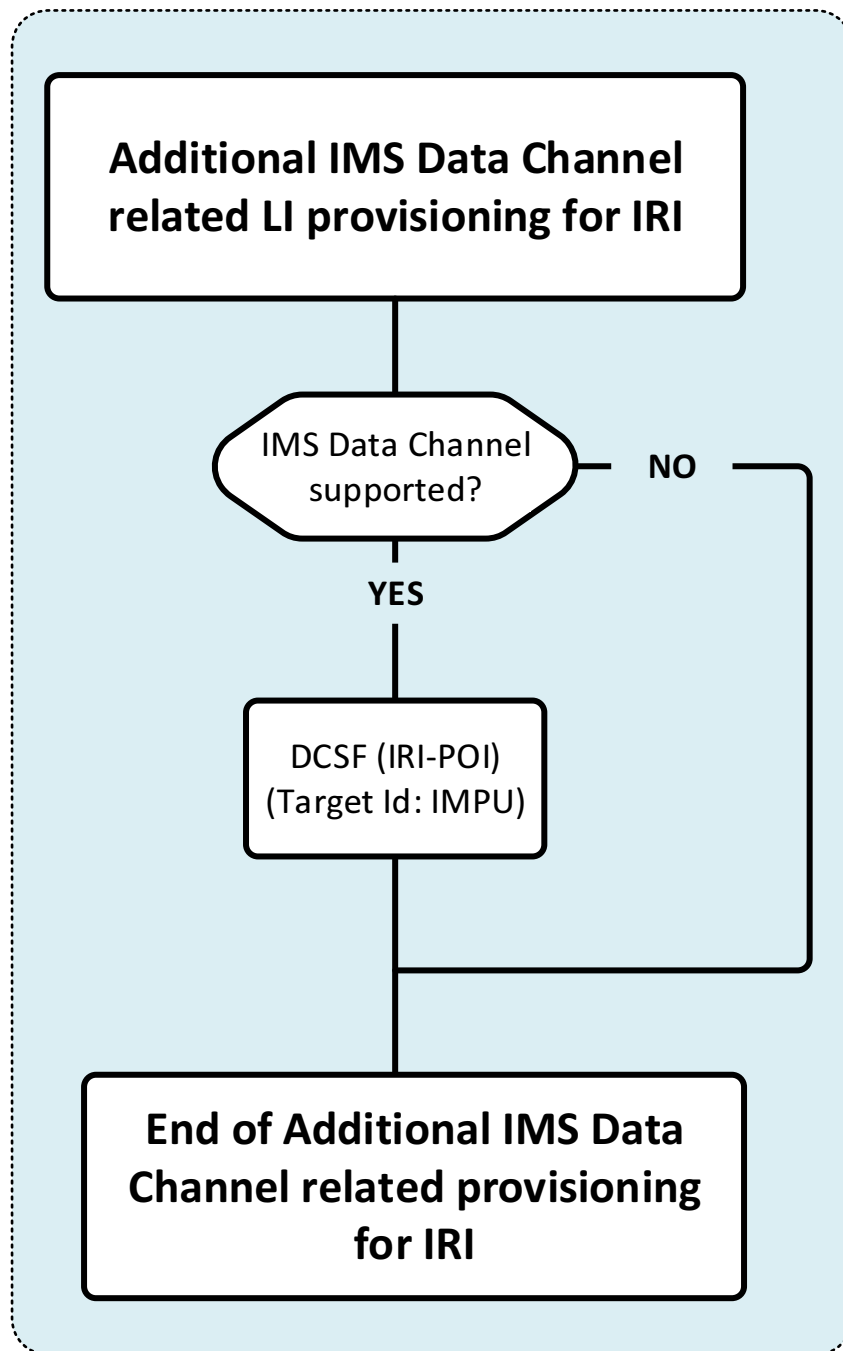 Additional IMS Data Channel
related LI provisioning for IRI
IMS Data Channel
supported?
NO
YES
DCSF (IRI-POI)
(Target Id: IMPU)
End of Additional IMS Data
Channel related provisioning
for IRI